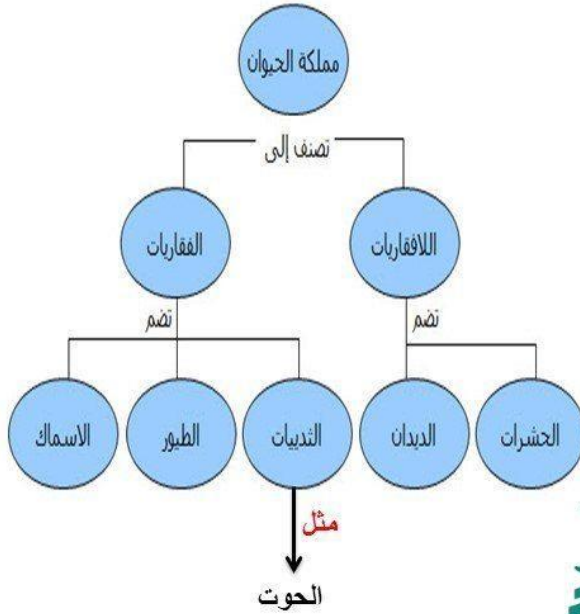 مملكة الحيوان
تصنف إلى
اللافقاريات
الفقاريات
تضم
تضم
الحشرات
الديدان
الثدييات
الطيور
الاسماك
مثل
الحوت